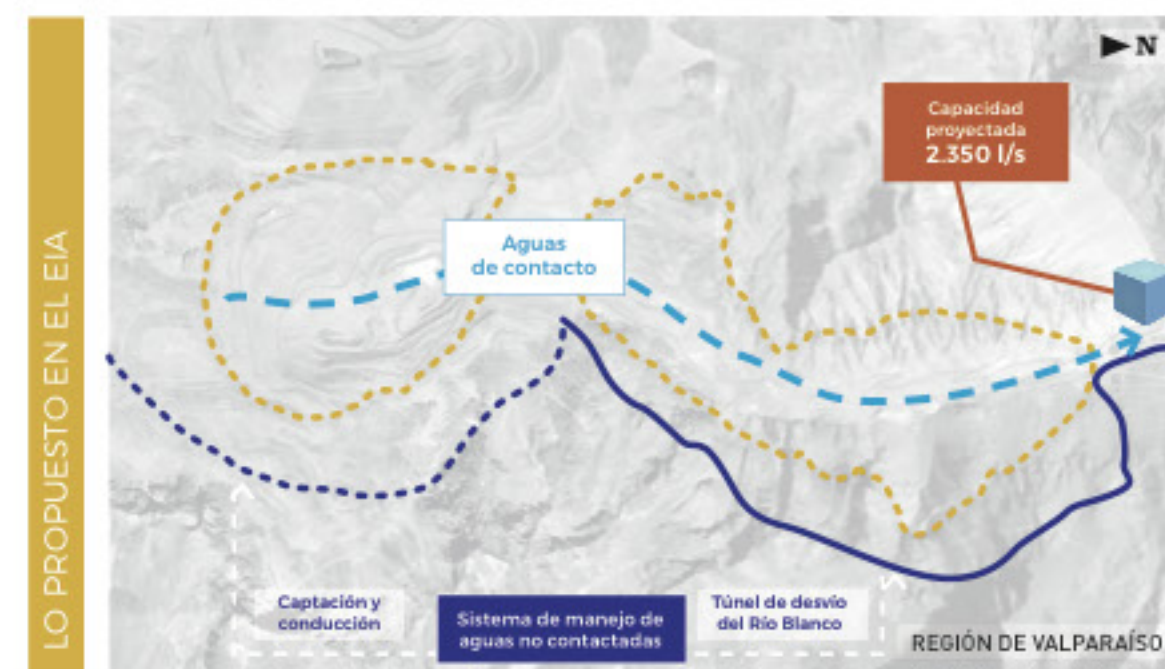 LO PROPUESTO EN EL EIA
N
Capacidad
proyectada
2.350 l/s
Aguas
de contacto
Captación y
conducción
Sistema de manejo de
aguas no contactadas
Túnel de desvío
del Río Blanco
REGIÓN DE VALPARAÍSO